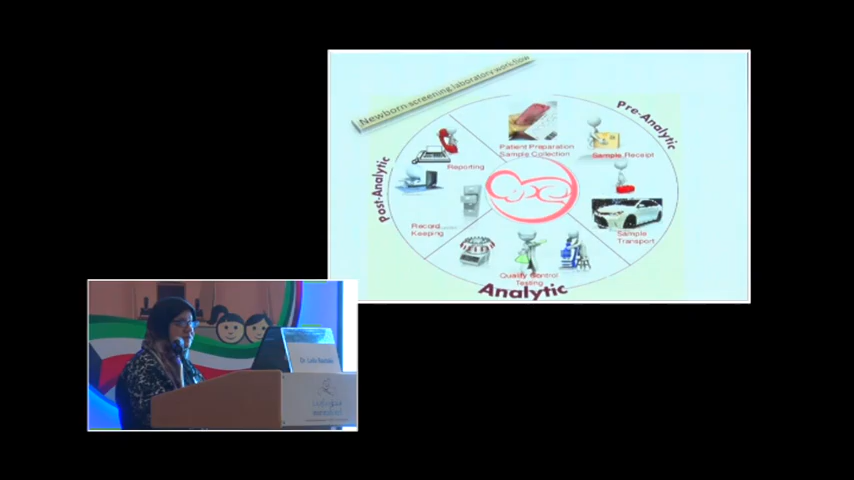 Newborn screening laboratory workflow
Pre-Analytic
Patient Preparation
Sample Collection
Sample Receipt
Reporting
Post-Analytic
Record
Keeping
Sample
Transport
Quality Control
Testing
Analytic